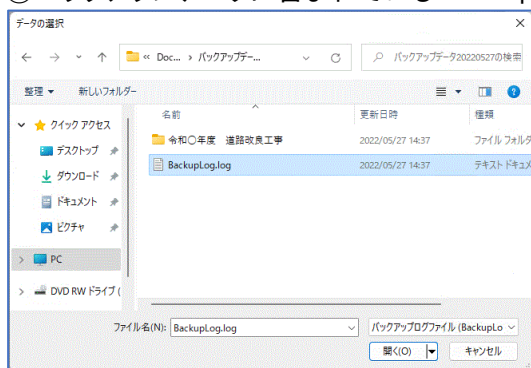 データの選択
« Doc... › バックアップデー...
バックアップデータ20220527の検索
整理 新しいフォルダー
名前 更新日時 種類
クイック アクセス
令和〇年度 道路改良工事 2022/05/27 14:37 ファイル フォルダ
デスクトップ
BackupLog.log 2022/05/27 14:37 テキスト ドキュメ
ダウンロード
ドキュメント
ピクチャ
PC
DVD RW ドライブ (
ファイル名(N): BackupLog.log バックアップログファイル (BackupLo
開く(O) キャンセル